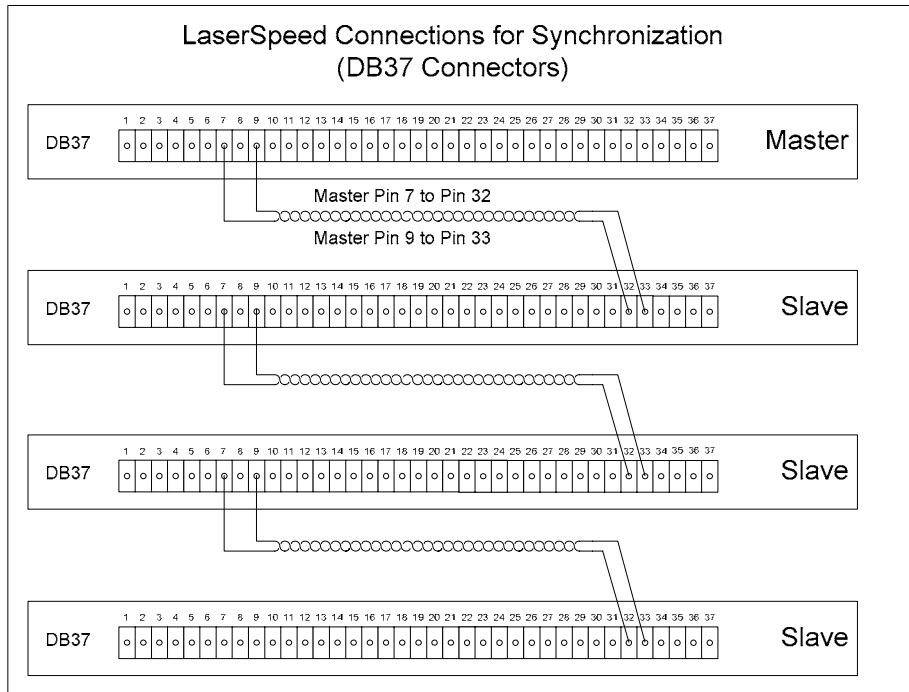 LaserSpeed Connections for Synchronization
(DB37 Connectors)
1 2 3 4 5 6 7 8 9 10 11 12 13 14 15 16 17 18 19 20 21 22 23 24 25 26 27 28 29 30 31 32 33 34 35 36 37
DB37 Master
Master Pin 7 to Pin 32
Master Pin 9 to Pin 33
1 2 3 4 5 6 7 8 9 10 11 12 13 14 15 16 17 18 19 20 21 22 23 24 25 26 27 28 29 30 31 32 33 34 35 36 37
DB37 Slave
1 2 3 4 5 6 7 8 9 10 11 12 13 14 15 16 17 18 19 20 21 22 23 24 25 26 27 28 29 30 31 32 33 34 35 36 37
DB37 Slave
1 2 3 4 5 6 7 8 9 10 11 12 13 14 15 16 17 18 19 20 21 22 23 24 25 26 27 28 29 30 31 32 33 34 35 36 37
DB37 Slave